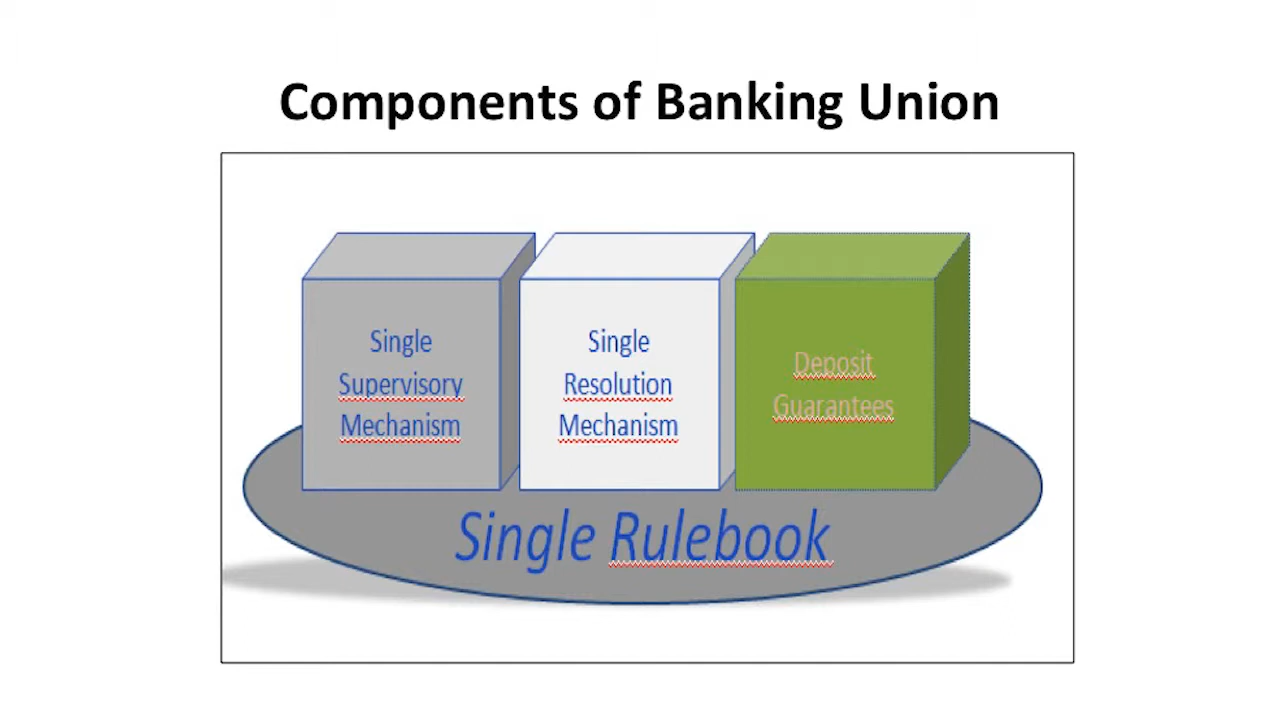 Components of Banking Union
Single
Supervisory
Mechanism
Single
Resolution
Mechanism
Deposit
Guarantees
Single Rulebook